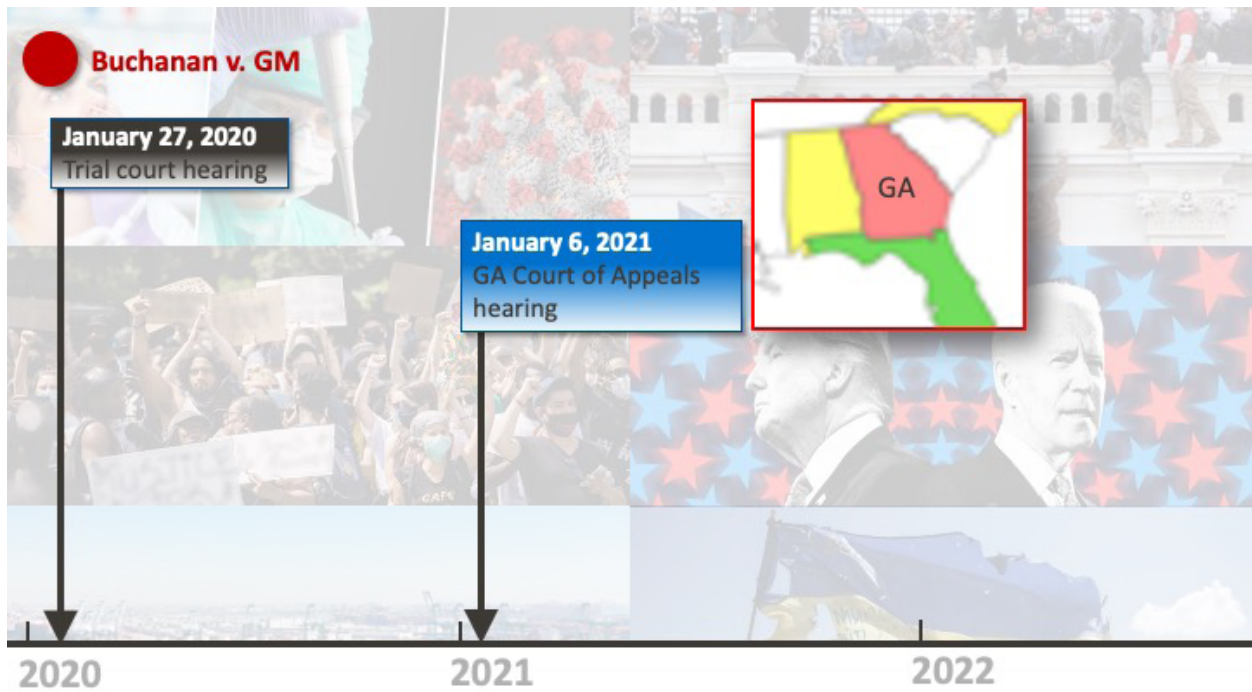 Buchanan v. GM
January 27, 2020
Trial court hearing
GA
January 6, 2021
GA Court of Appeals
hearing
2020
2021
2022